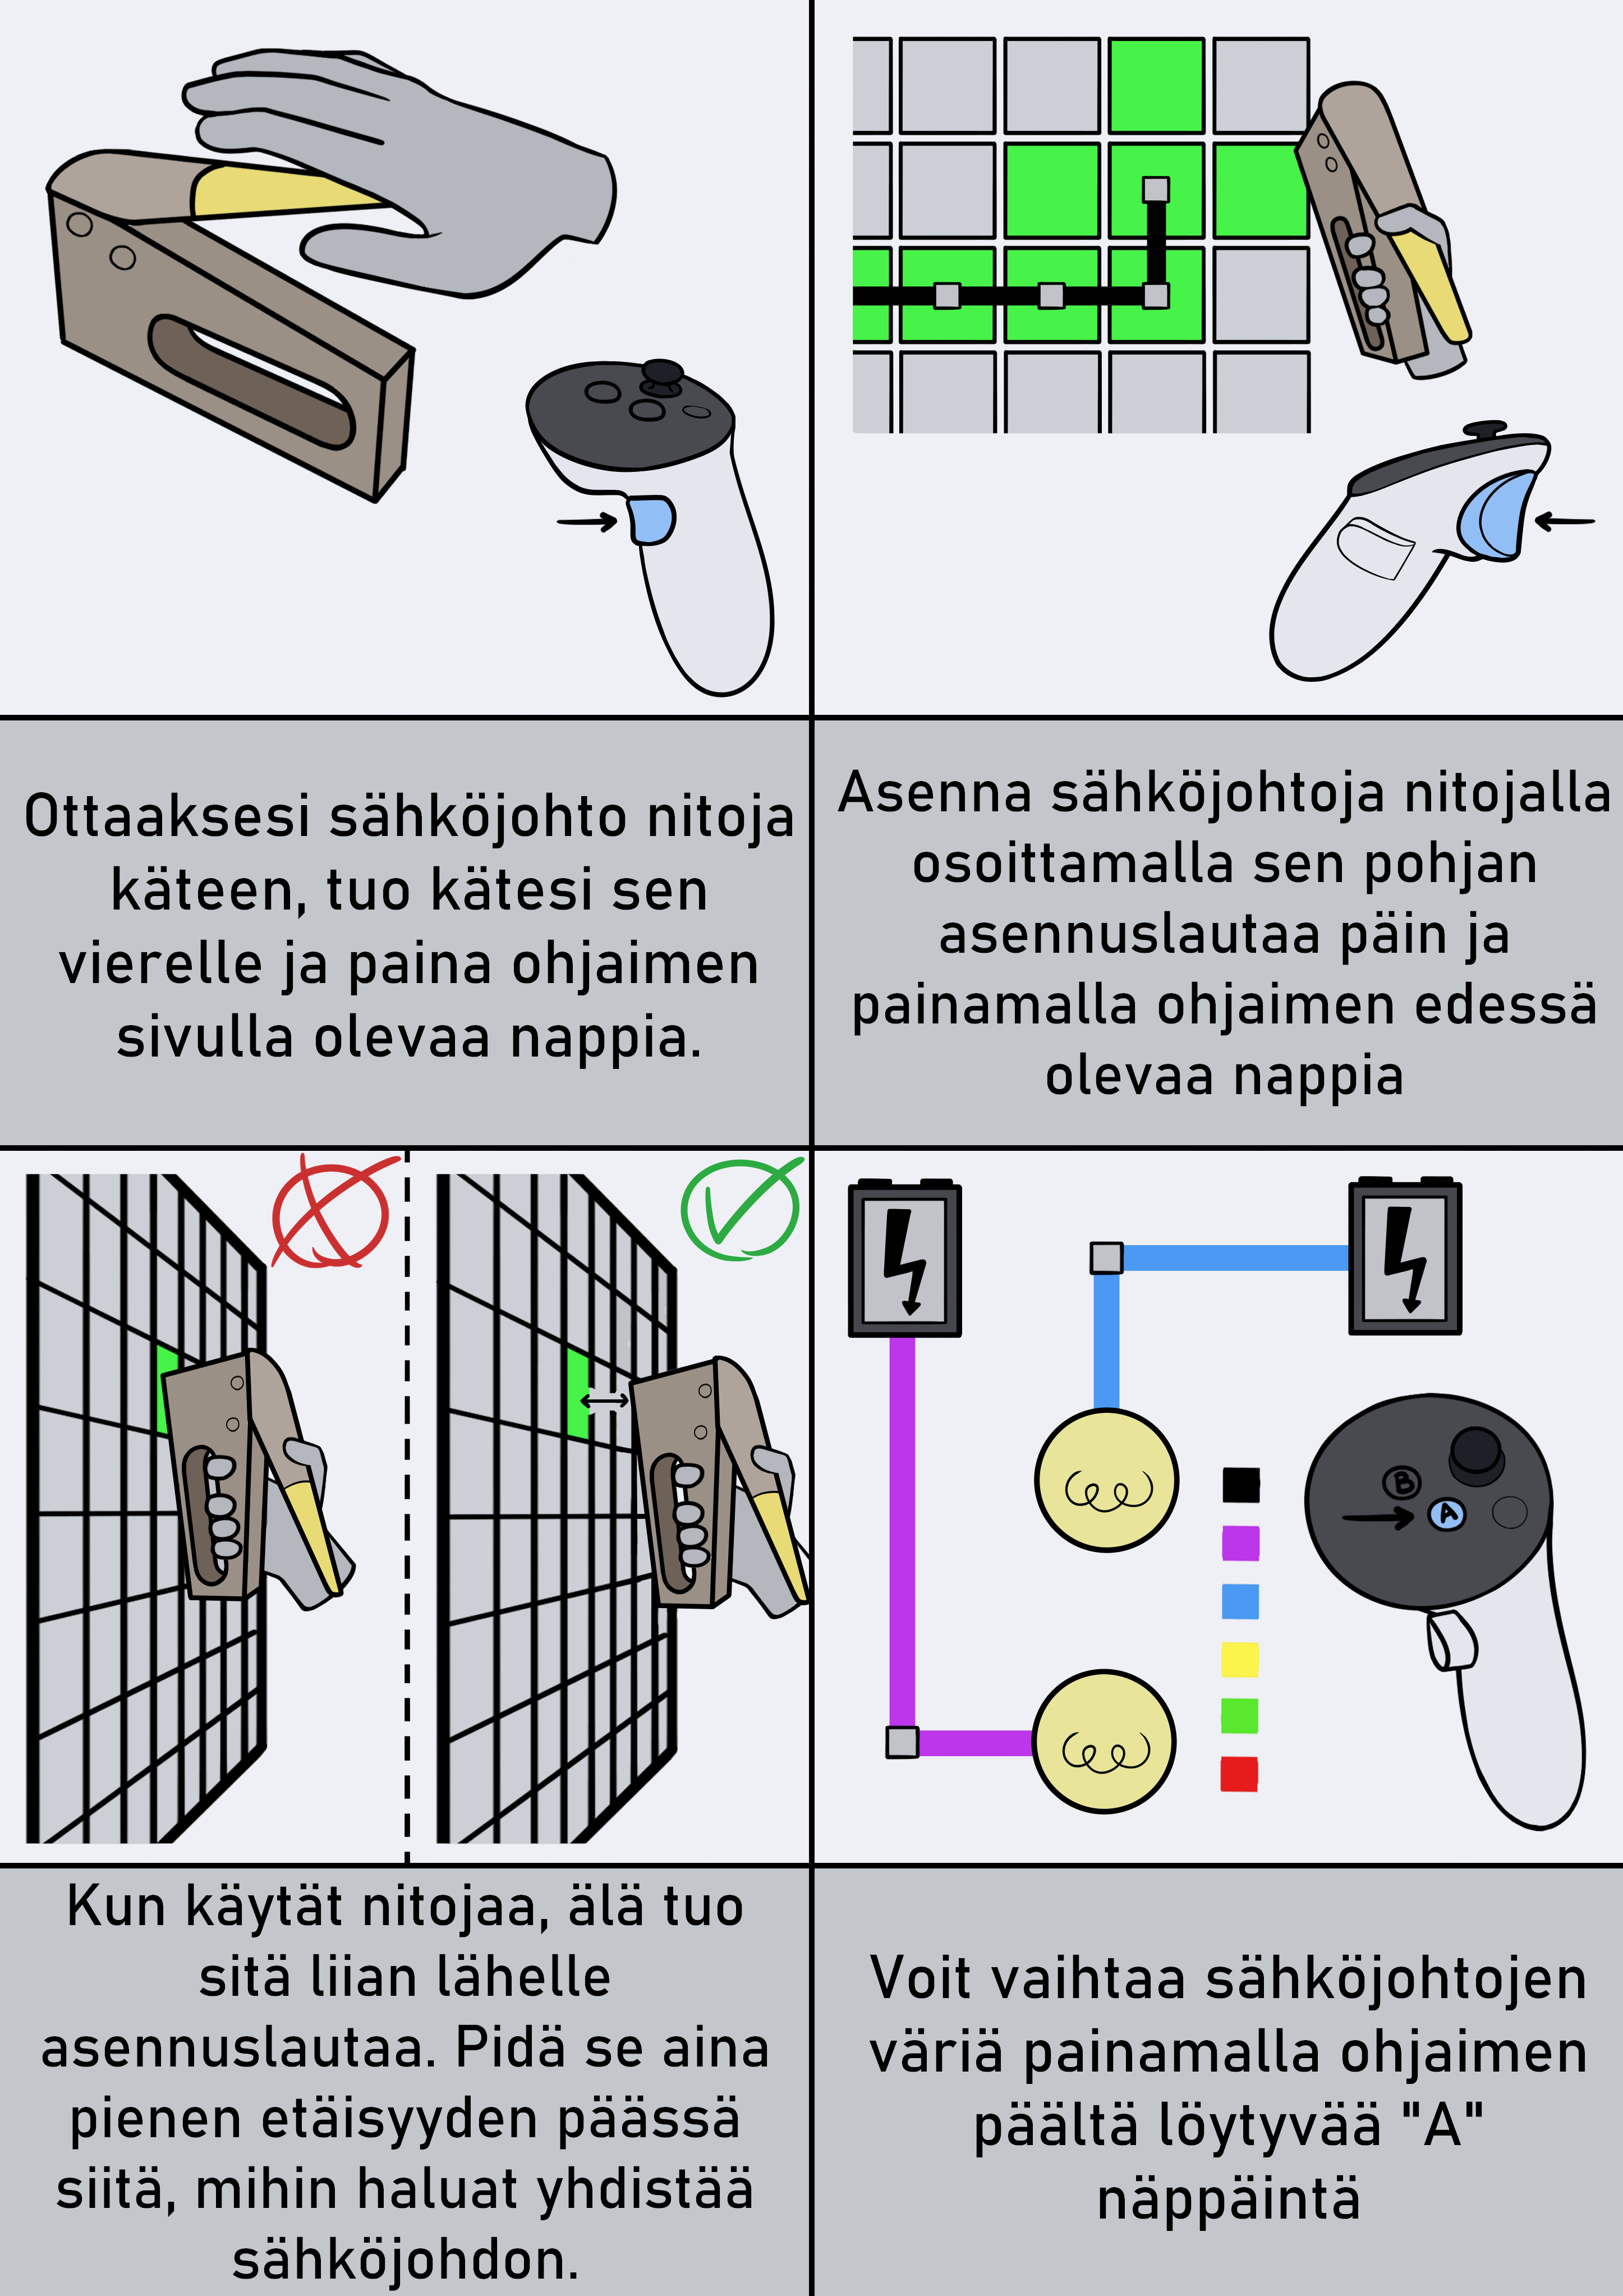 Ottaaksesi sähköjohto nitoja
käteen, tuo kätesi sen
vierelle ja paina ohjaimen
sivulla olevaa nappia.
Asenna sähköjohtoja nitojalla
osoittamalla sen pohjan
asennuslautaa päin ja
painamalla ohjaimen edessä
olevaa nappia
B
A
Kun käytät nitojaa, älä tuo
sitä liian lähelle
asennuslautaa. Pidä se aina
pienen etäisyyden päässä
siitä, mihin haluat yhdistää
sähköjohdon.
Voit vaihtaa sähköjohtojen
väriä painamalla ohjaimen
päältä löytyvää "A"
näppäintä